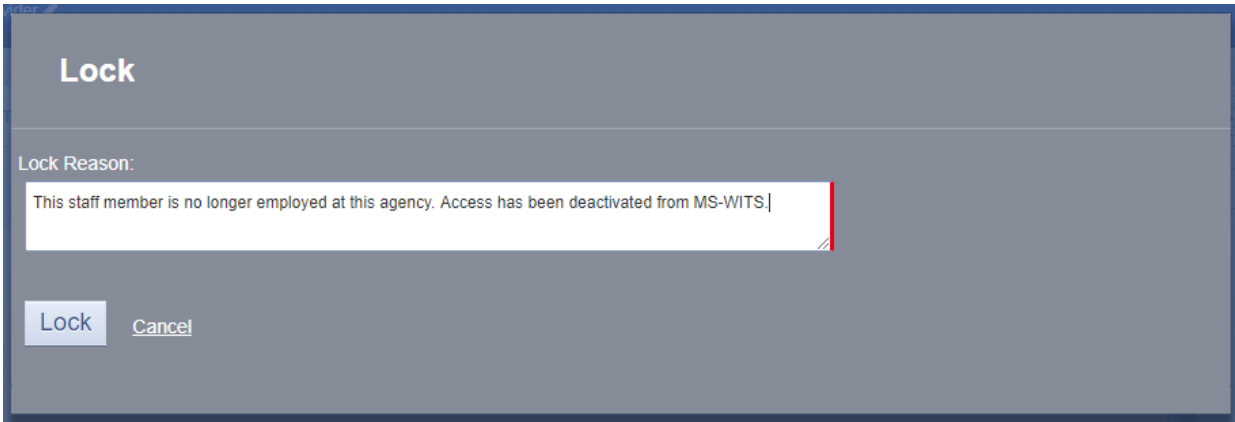 Lock
Lock Reason:
This staff member is no longer employed at this agency. Access has been deactivated from MS-WITS.
Lock
Cancel